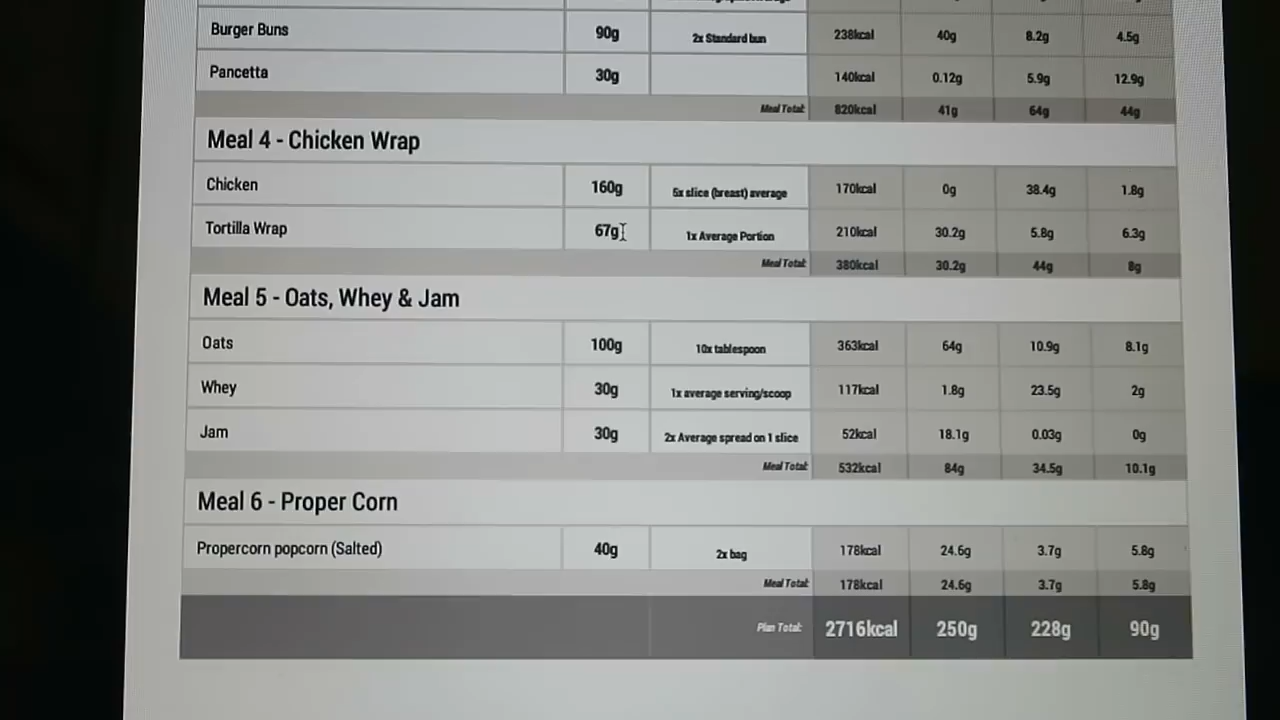 Burger Buns 90g 2x Standard bun 238kcal 40g 8.2g 4.5g
Pancetta 30g 140kcal 0.12g 5.9g 12.9g
Meal Total: 820kcal 41g 64g 44g
Meal 4 - Chicken Wrap
Chicken 160g 5x slice (breast) average 170kcal 0g 38.4g 1.8g
Tortilla Wrap 67g 1x Average Portion 210kcal 30.2g 5.8g 6.3g
Meal Total: 380kcal 30.2g 44g 8g
Meal 5 - Oats, Whey & Jam
Oats 100g 10x tablespoon 363kcal 64g 10.9g 8.1g
Whey 30g 1x average serving/scoop 117kcal 1.8g 23.5g 2g
Jam 30g 2x Average spread on 1 slice 52kcal 18.1g 0.03g 0g
Meal Total: 532kcal 84g 34.5g 10.1g
Meal 6 - Proper Corn
Propercorn popcorn (Salted) 40g 2x bag 178kcal 24.6g 3.7g 5.8g
Meal Total: 178kcal 24.6g 3.7g 5.8g
Plan Total: 2716kcal 250g 228g 90g